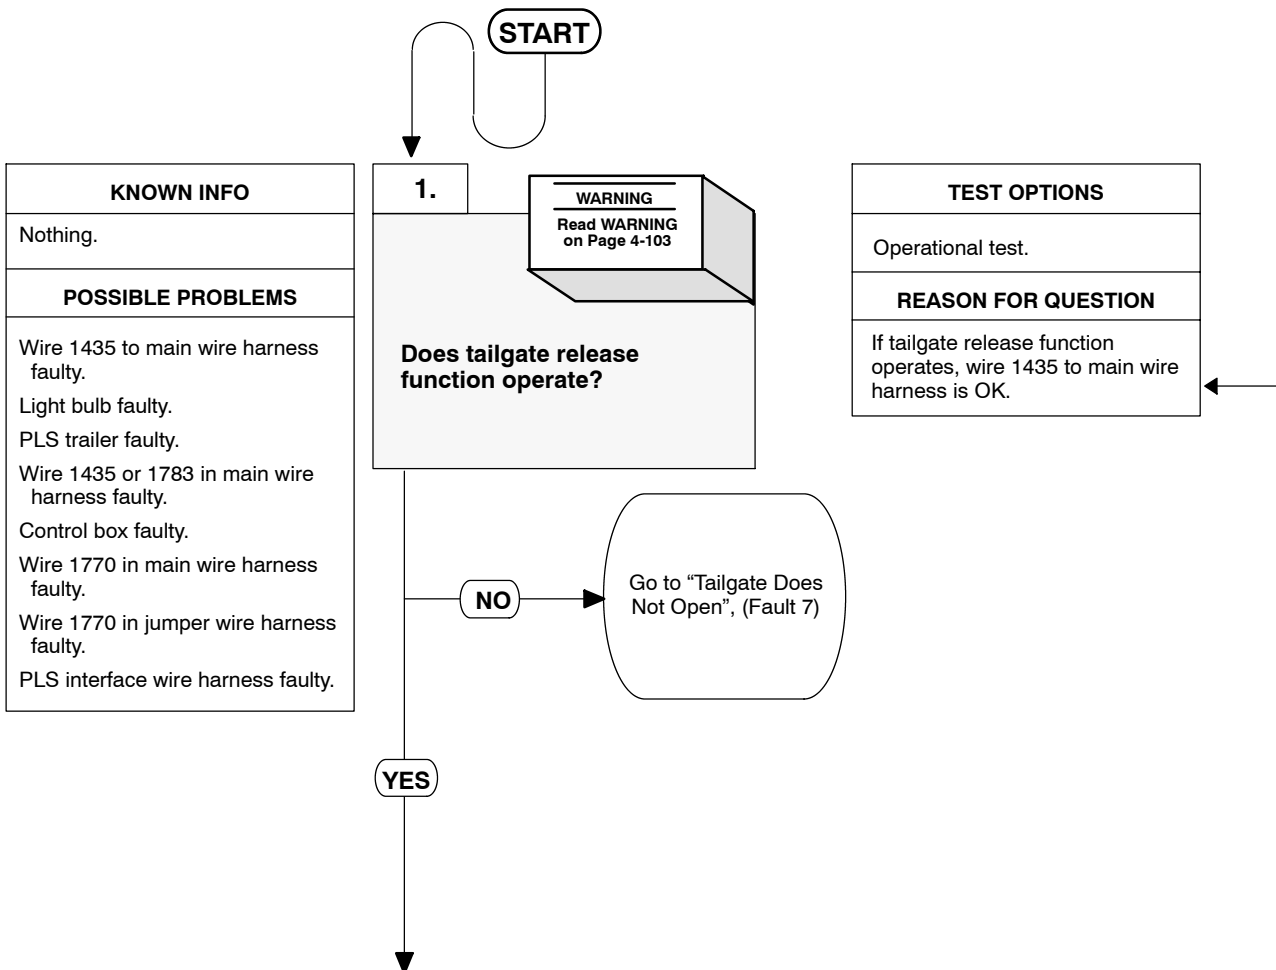 START
KNOWN INFO
Nothing.
POSSIBLE PROBLEMS
Wire 1435 to main wire harness
faulty.
Light bulb faulty.
PLS trailer faulty.
Wire 1435 or 1783 in main wire
harness faulty.
Control box faulty.
Wire 1770 in main wire harness
faulty.
Wire 1770 in jumper wire harness
faulty.
PLS interface wire harness faulty.
1.
WARNING
Read WARNING
on Page 4-103
Does tailgate release
function operate?
TEST OPTIONS
Operational test.
REASON FOR QUESTION
If tailgate release function
operates, wire 1435 to main wire
harness is OK.
NO
Go to “Tailgate Does
Not Open”, (Fault 7)
YES